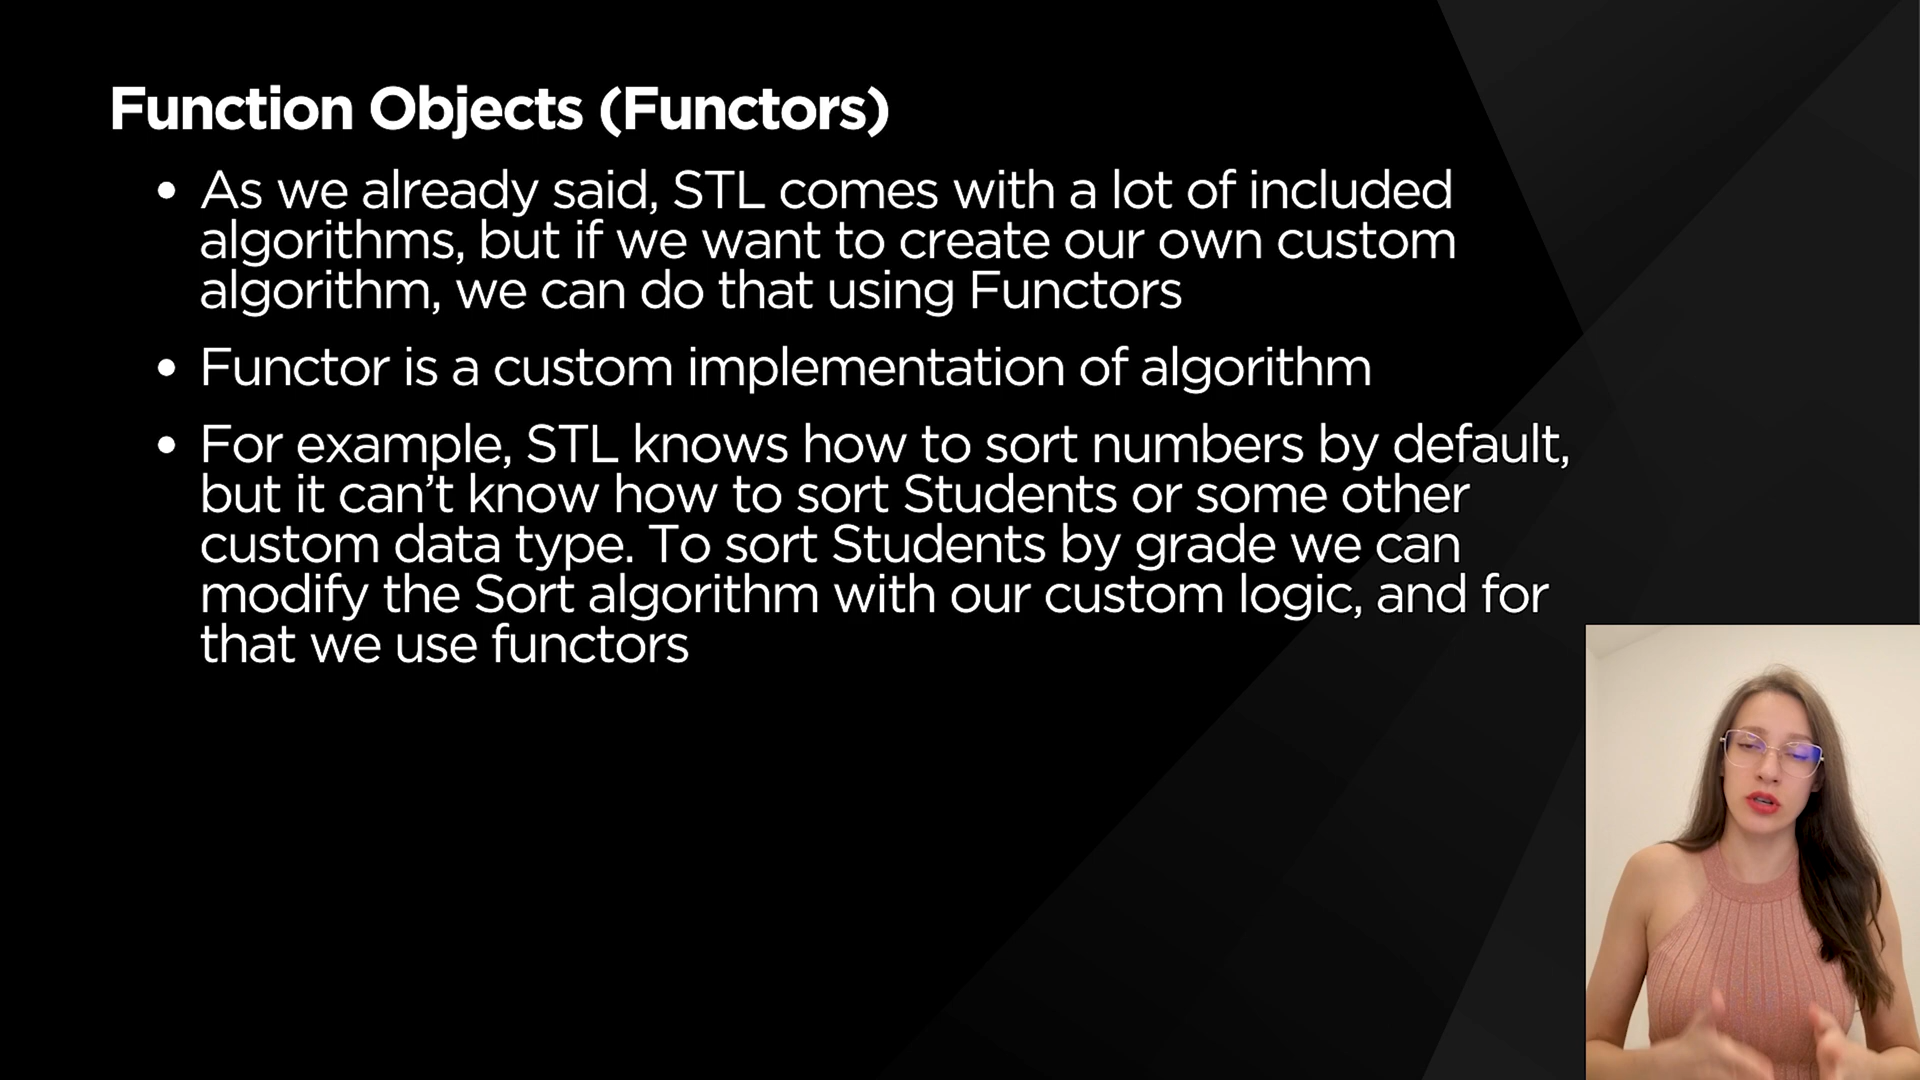 Function Objects (Functors)
• As we already said, STL comes with a lot of included
algorithms, but if we want to create our own custom
algorithm, we can do that using Functors
• Functor is a custom implementation of algorithm
• For example, STL knows how to sort numbers by default,
but it can’t know how to sort Students or some other
custom data type. To sort Students by grade we can
modify the Sort algorithm with our custom logic, and for
that we use functors